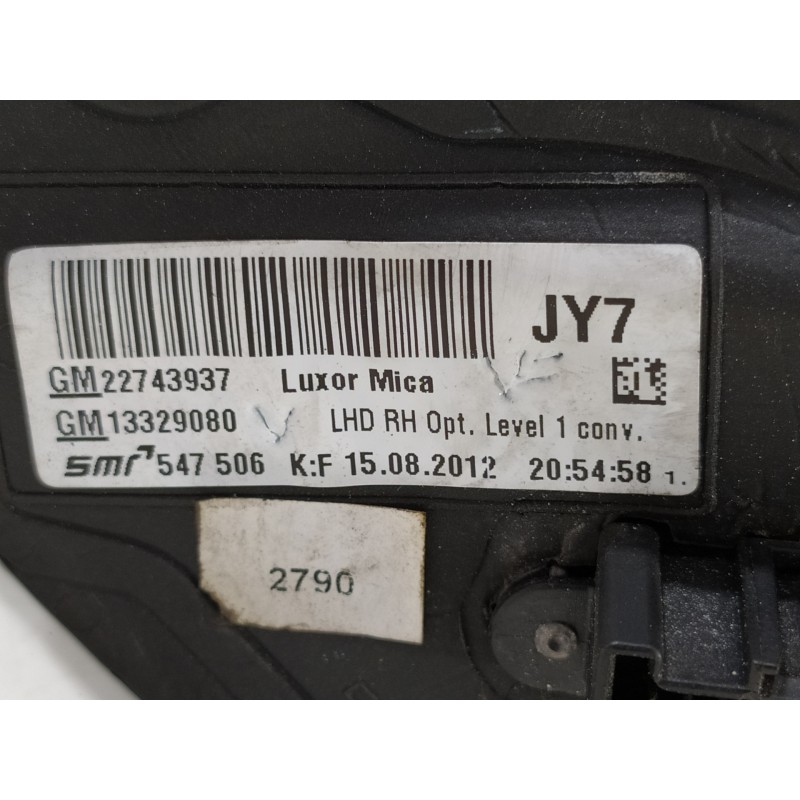 JY7
GM22743937 Luxor Mica
GM13329080 LHD RH Opt. Level 1 conv.
smr 547 506 K:F 15.08.2012 20:54:58 1.
2790